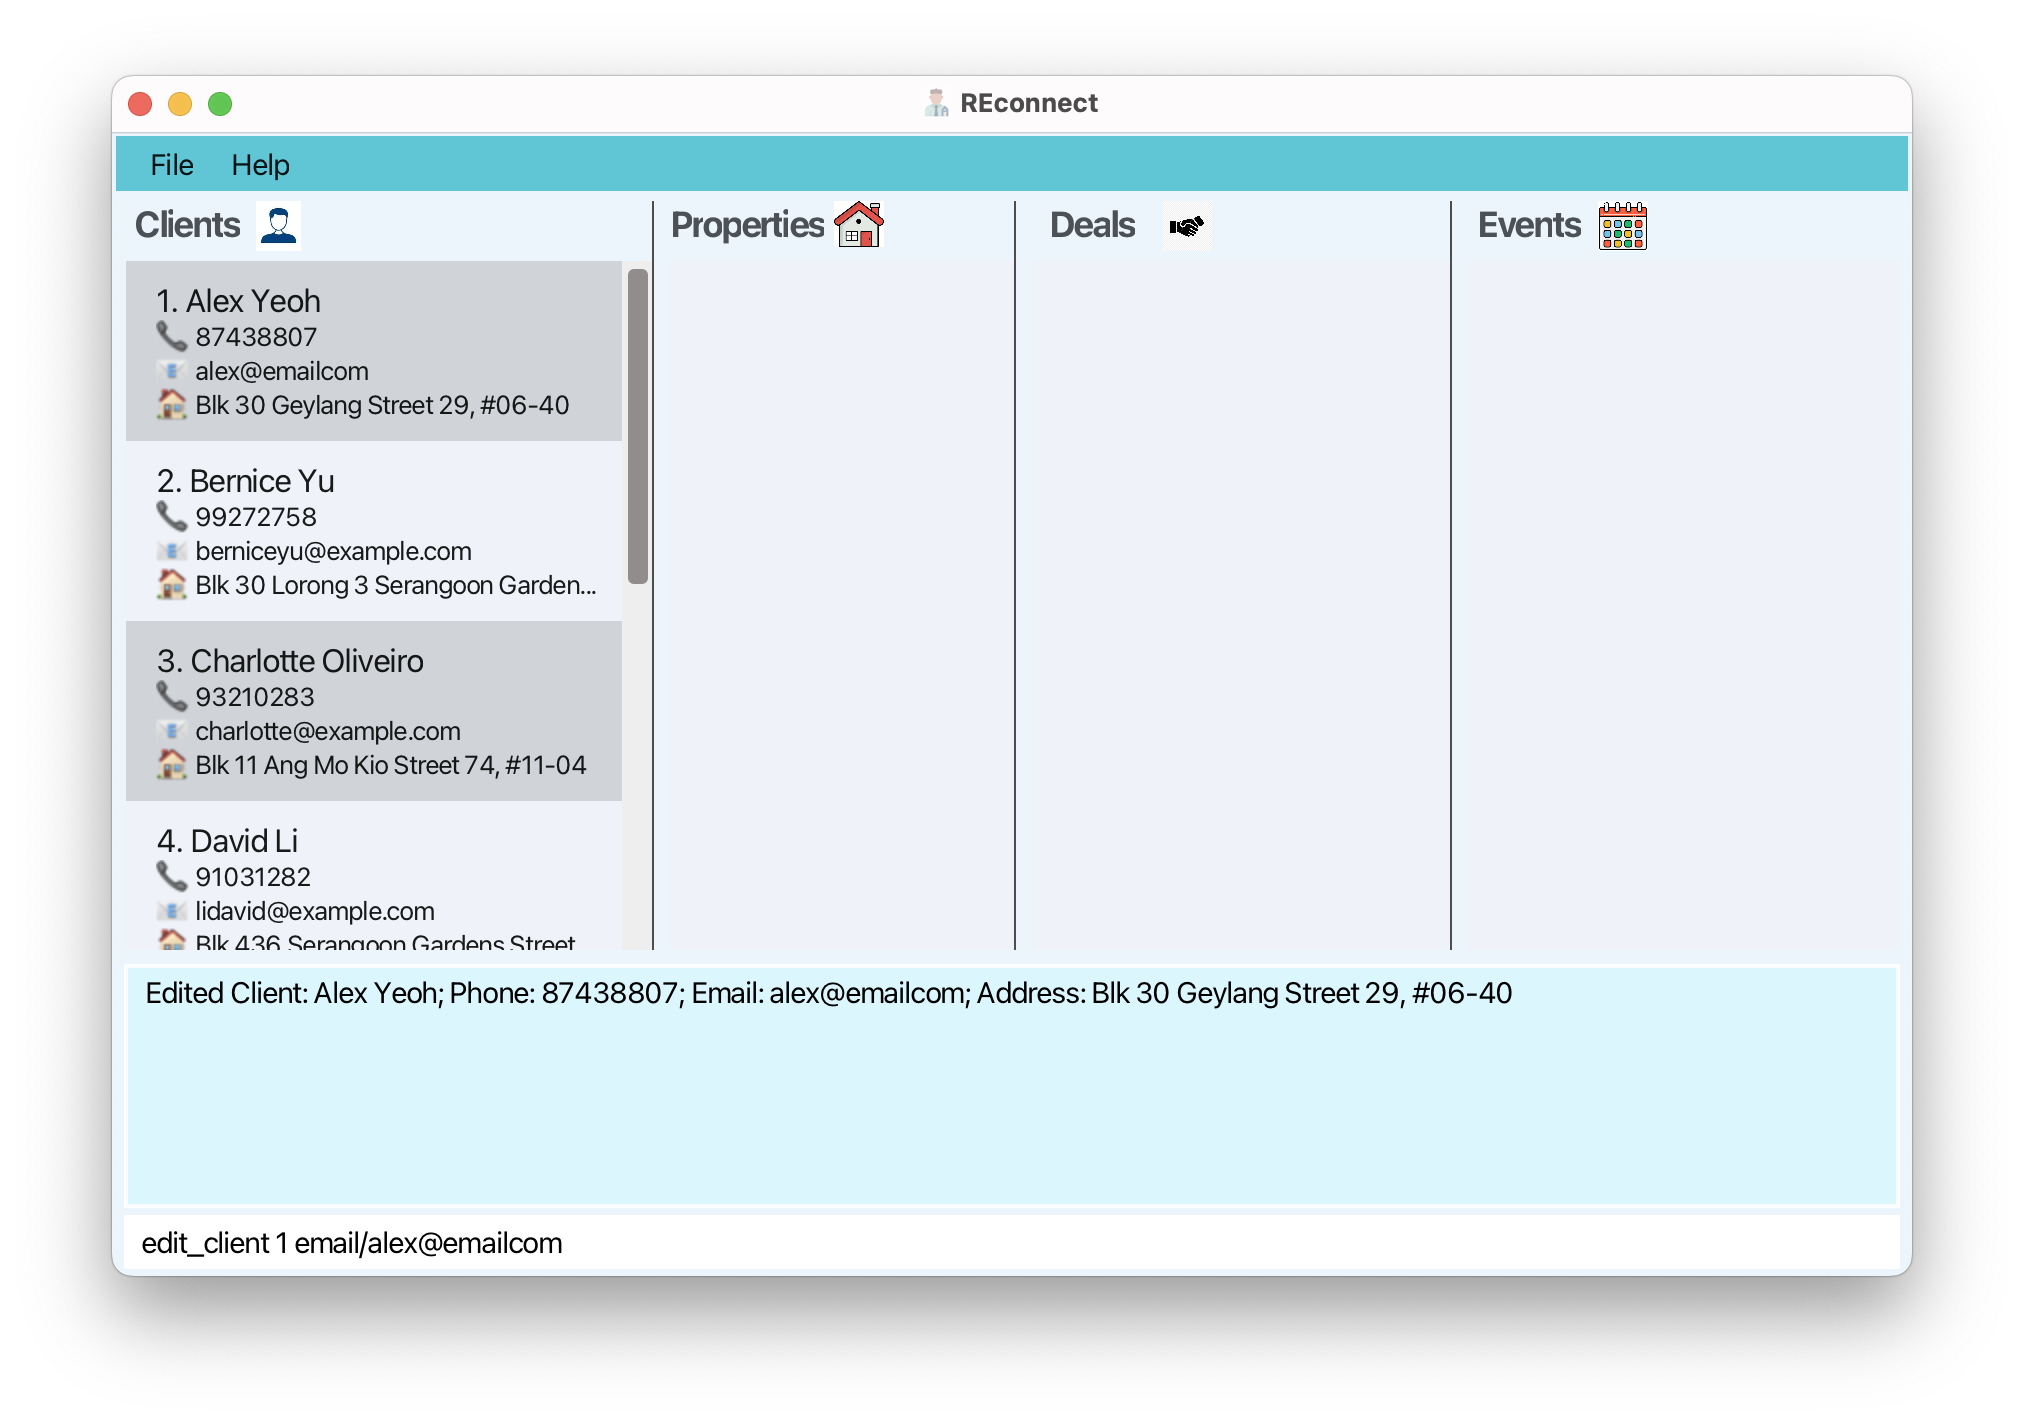 REconnect
File Help
Clients
Properties
Deals
Events
1. Alex Yeoh
87438807
alex@emailcom
Blk 30 Geylang Street 29, #06-40
2. Bernice Yu
99272758
berniceyu@example.com
Blk 30 Lorong 3 Serangoon Garden...
3. Charlotte Oliveiro
93210283
charlotte@example.com
Blk 11 Ang Mo Kio Street 74, #11-04
4. David Li
91031282
lidavid@example.com
Blk 436 Serangoon Gardens Street
Edited Client: Alex Yeoh; Phone: 87438807; Email: alex@emailcom; Address: Blk 30 Geylang Street 29, #06-40
edit_client 1 email/alex@emailcom